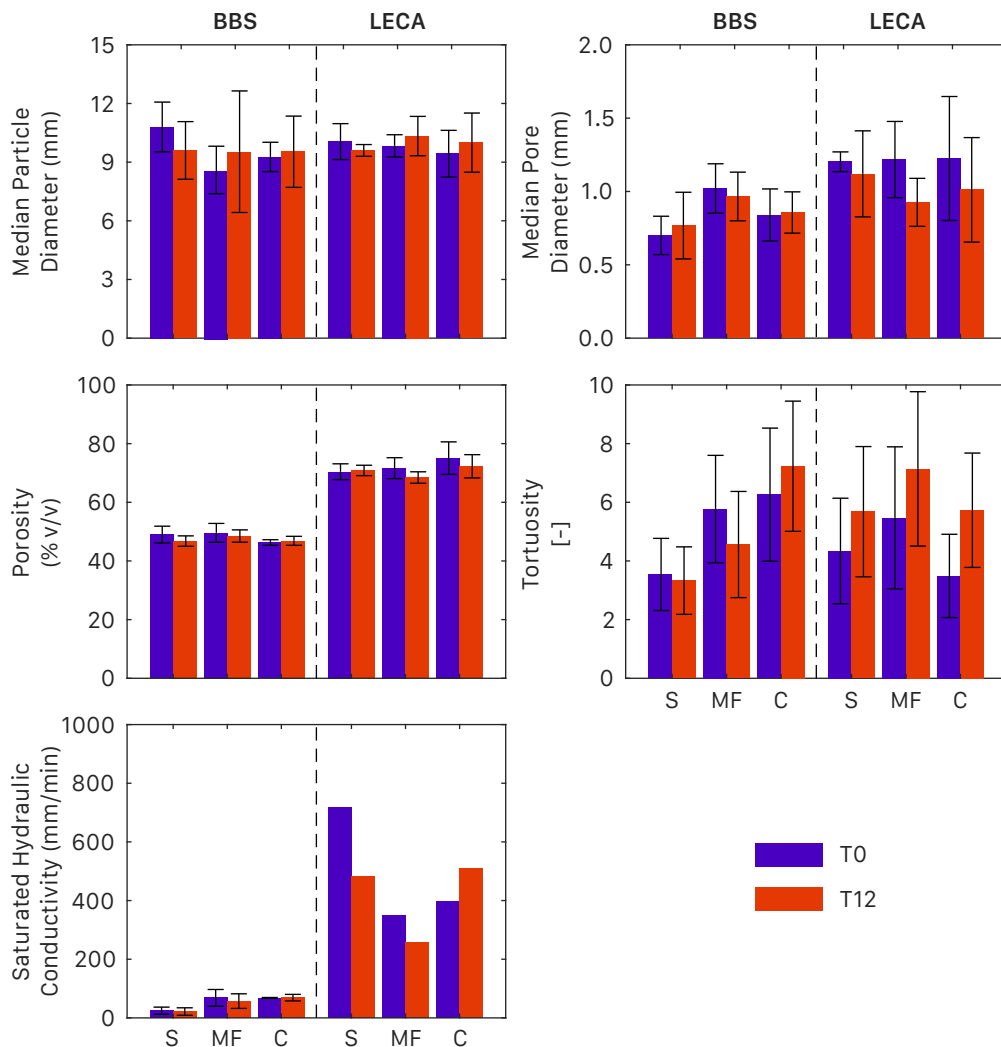 BBS LECA
Median Particle
Diameter (mm)
15
12
9
6
3
0
BBS LECA
Median Pore
Diameter (mm)
2.0
1.5
1.0
0.5
0.0
Porosity
(% v/v)
100
80
60
40
20
0
Tortuosity
[-]
10
8
6
4
2
0
S MF C S MF C
Saturated Hydraulic
Conductivity (mm/min)
1000
800
600
400
200
0
S MF C S MF C
T0
T12